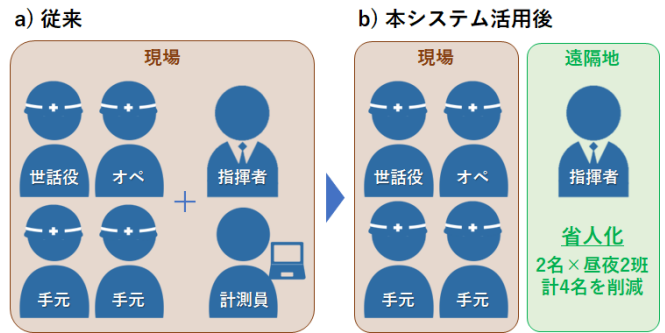 a) 従来
現場
世話役
オペ
指揮者
+
手元
手元
計測員
b) 本システム活用後
現場
世話役
オペ
手元
手元
遠隔地
指揮者
省人化
2名×昼夜2班
計4名を削減